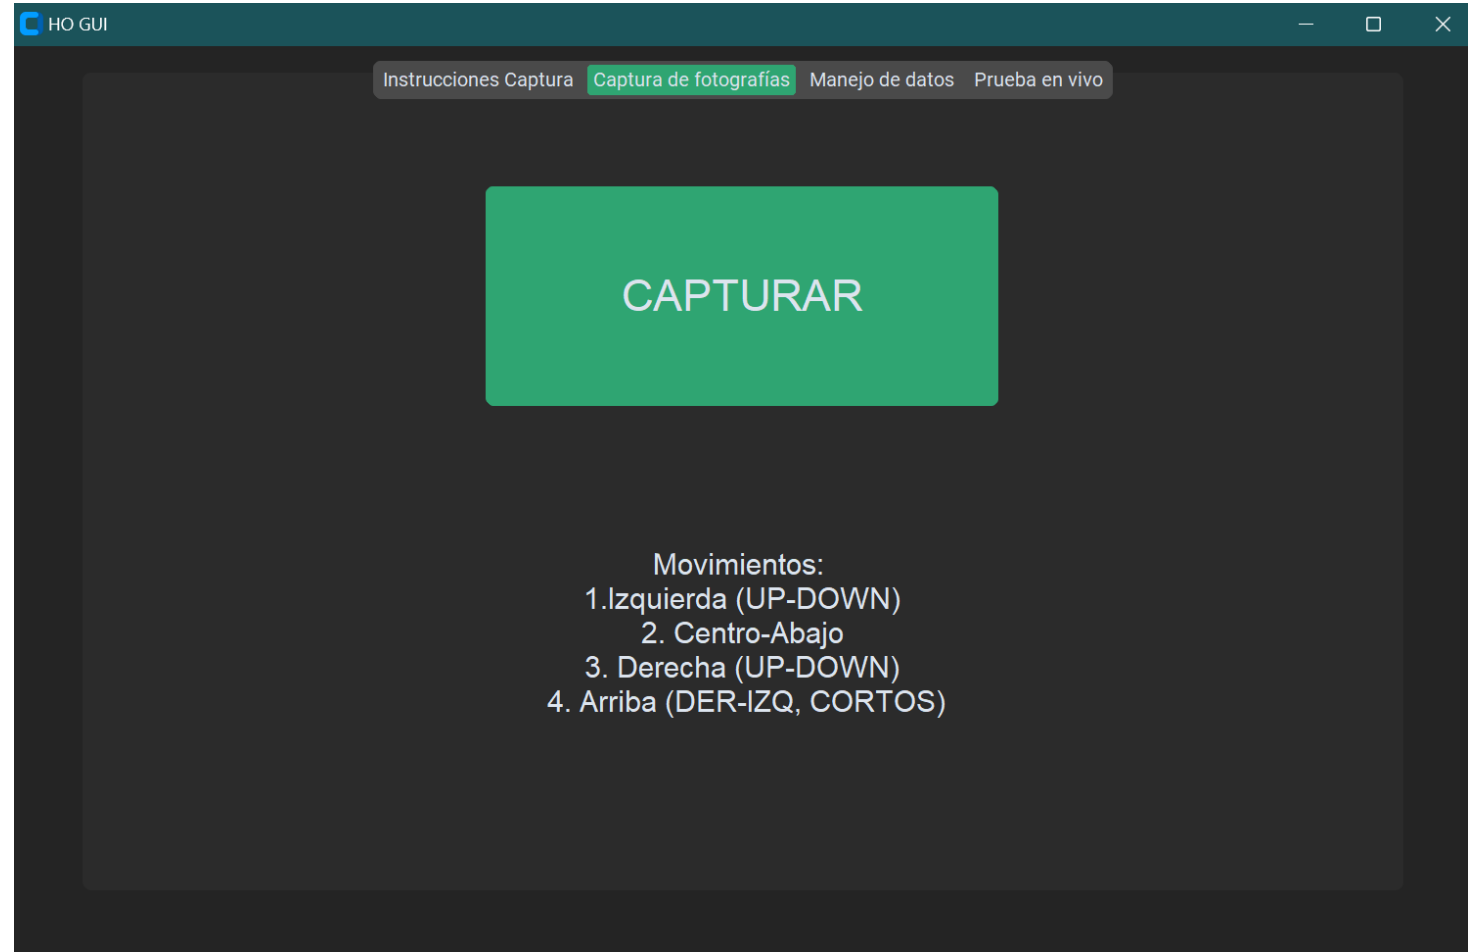 HO GUI
Instrucciones Captura Captura de fotografías Manejo de datos Prueba en vivo
CAPTURAR
Movimientos:
1.Izquierda (UP-DOWN)
2. Centro-Abajo
3. Derecha (UP-DOWN)
4. Arriba (DER-IZQ, CORTOS)